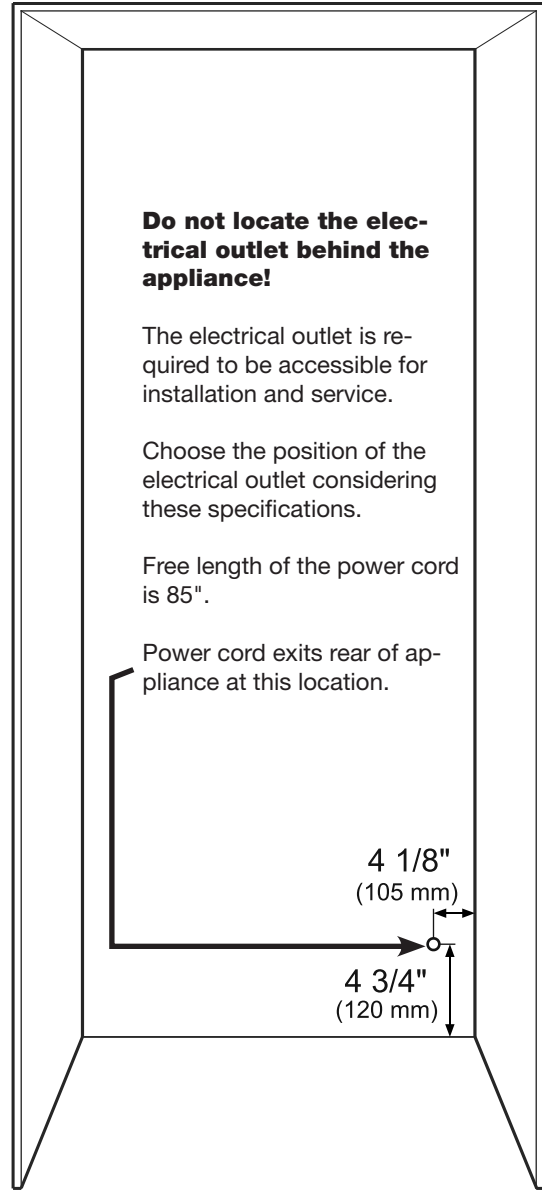 Do not locate the elec-
trical outlet behind the
appliance!
The electrical outlet is re-
quired to be accessible for
installation and service.
Choose the position of the
electrical outlet considering
these specifications.
Free length of the power cord
is 85".
Power cord exits rear of ap-
pliance at this location.
4 1/8"
(105 mm)
4 3/4"
(120 mm)